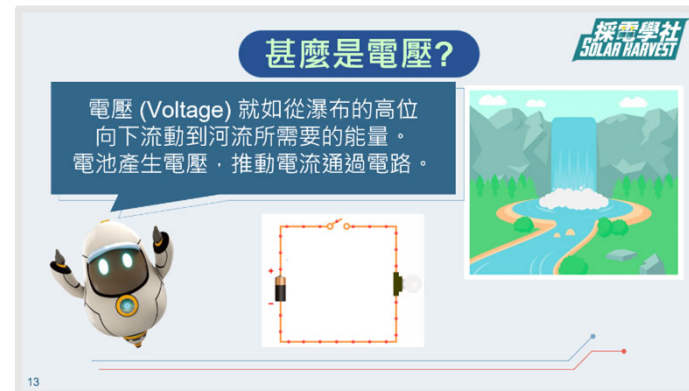 甚麼是電壓?
採電學社
SOLAR HARVEST
電壓 (Voltage) 就如從瀑布的高位
向下流動到河流所需要的能量。
電池產生電壓，推動電流通過電路。
+
−
13